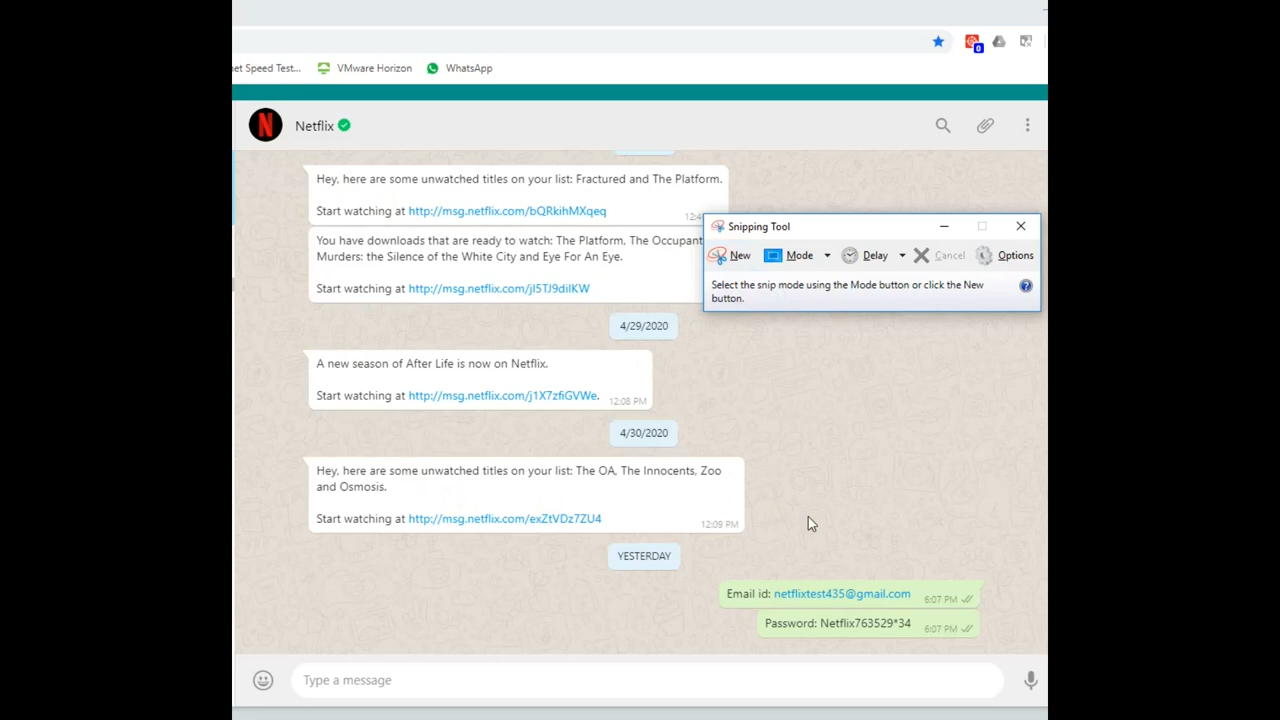 0
net Speed Test... VMware Horizon WhatsApp
Netflix
Hey, here are some unwatched titles on your list: Fractured and The Platform.
Start watching at http://msg.netflix.com/bQRkihMXqeq
12:4
You have downloads that are ready to watch: The Platform, The Occupant
Murders: the Silence of the White City and Eye For An Eye.
Start watching at http://msg.netflix.com/jI5TJ9dilKW
Snipping Tool
New Mode Delay Cancel Options
Select the snip mode using the Mode button or click the New
button.
4/29/2020
A new season of After Life is now on Netflix.
Start watching at http://msg.netflix.com/j1X7zfiGVWe.
12:08 PM
4/30/2020
Hey, here are some unwatched titles on your list: The OA, The Innocents, Zoo
and Osmosis.
Start watching at http://msg.netflix.com/exZtVDz7ZU4
12:09 PM
YESTERDAY
Email id: netflixtest435@gmail.com 6:07 PM
Password: Netflix763529*34 6:07 PM
Type a message